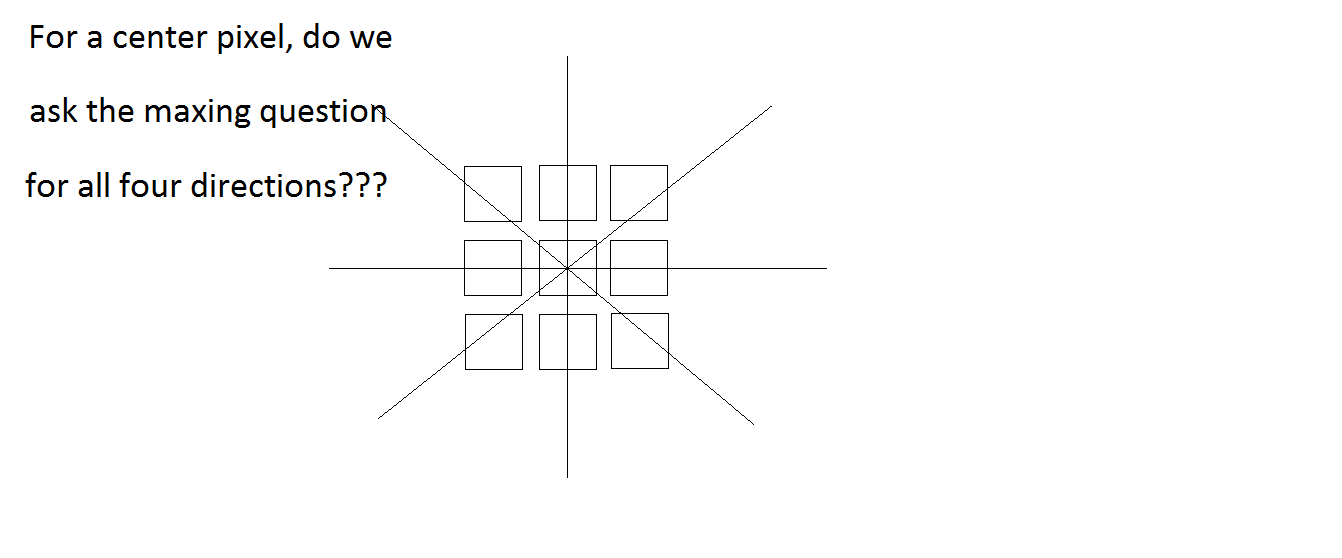 For a center pixel, do we
ask the maxing question
for all four directions???